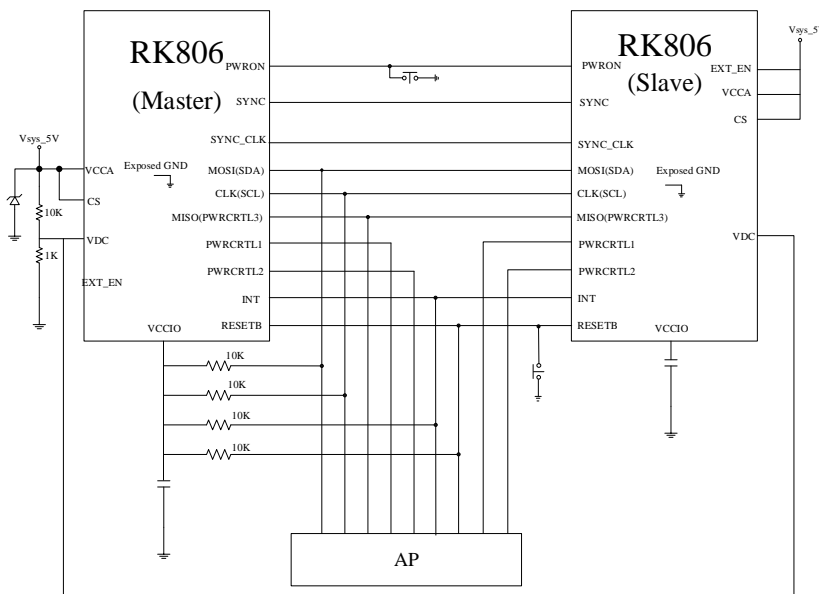 RK806
(Master)
PWRON
SYNC
SYNC_CLK
Exposed GND
MOSI(SDA)
CLK(SCL)
MISO(PWRCRTL3)
PWRCRTL1
PWRCRTL2
INT
RESETB
VCCIO
Vsys_5V
VCCA
CS
10K
VDC
1K
EXT_EN
10K
10K
10K
10K
RK806
(Slave)
PWRON
SYNC
SYNC_CLK
Exposed GND
MOSI(SDA)
CLK(SCL)
MISO(PWRCRTL3)
PWRCRTL1
PWRCRTL2
INT
RESETB
VCCIO
Vsys_5V
EXT_EN
VCCA
CS
VDC
AP